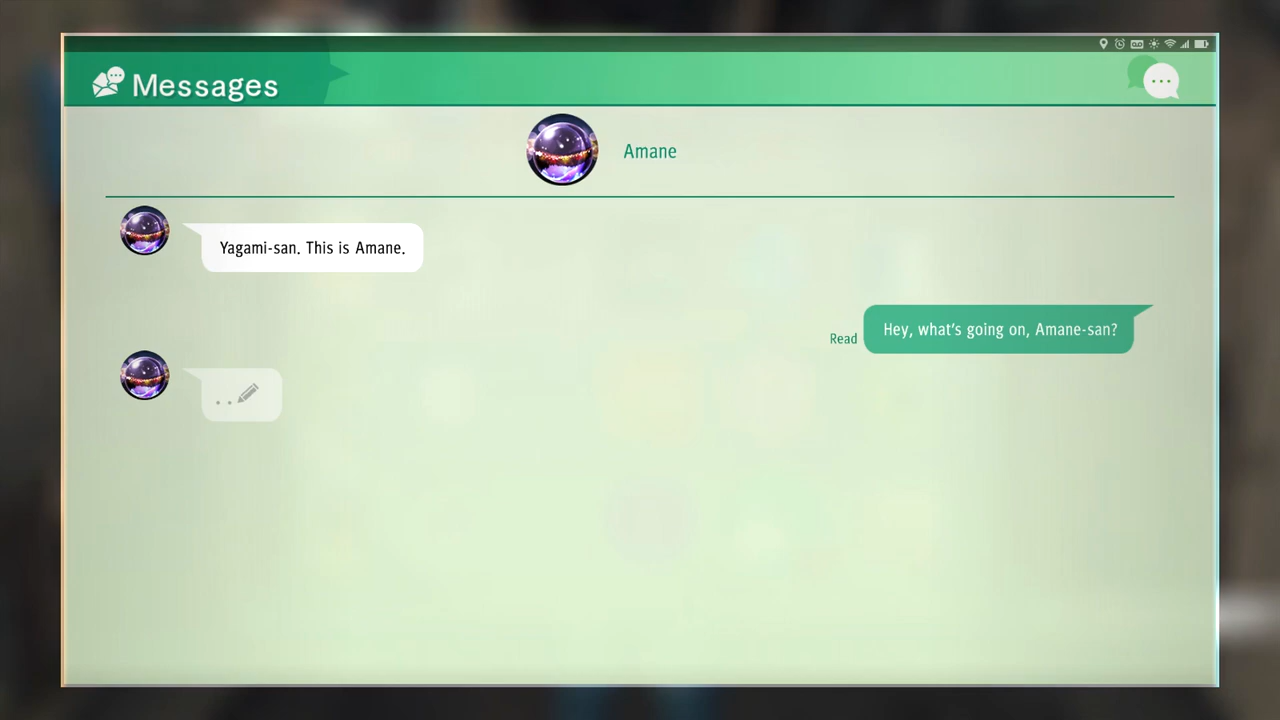 Messages
Amane
Yagami-san. This is Amane.
Read
Hey, what's going on, Amane-san?